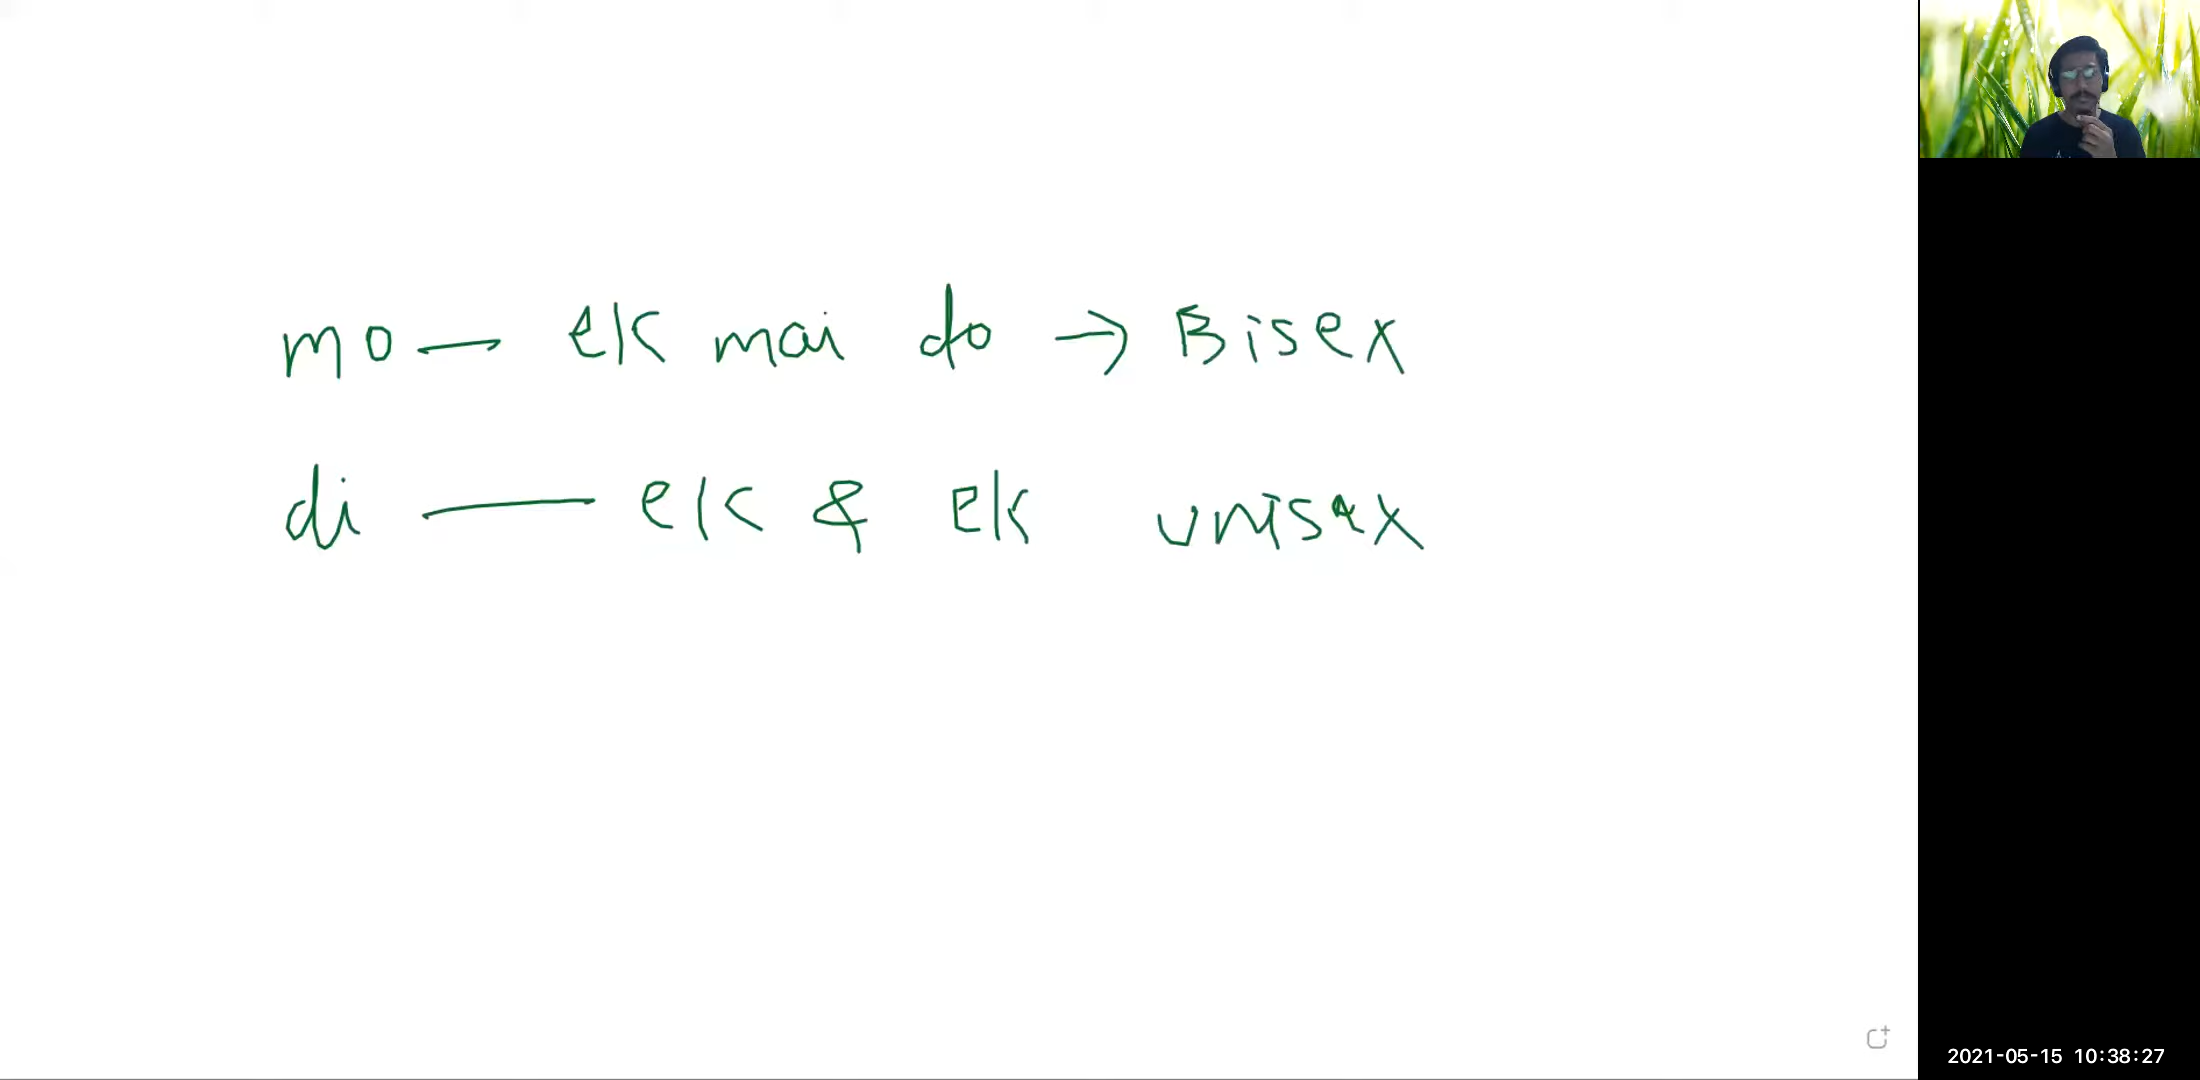 mo — ek mai do → Bisex
di — ek & ek unisex
2021-05-15 10:38:27